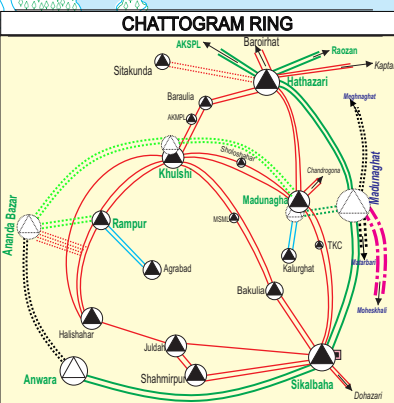 CHATTOGRAM RING
AKSPL
Baroirhat
Raozan
Sitakunda
Kaptai
Hathazari
Meghnaghat
Baraulia
AKMPL
Sholoshahar
Khulshi
Chandrogona
Madunaghat
Madunaghat
Ananda Bazar
Rampur
MSML
TKC
Matarbari
Agrabad
Kalurghat
Bakulia
Moheskhali
Halishahar
Juldah
Shahmirpur
Sikalbaha
Anwara
Dohazari